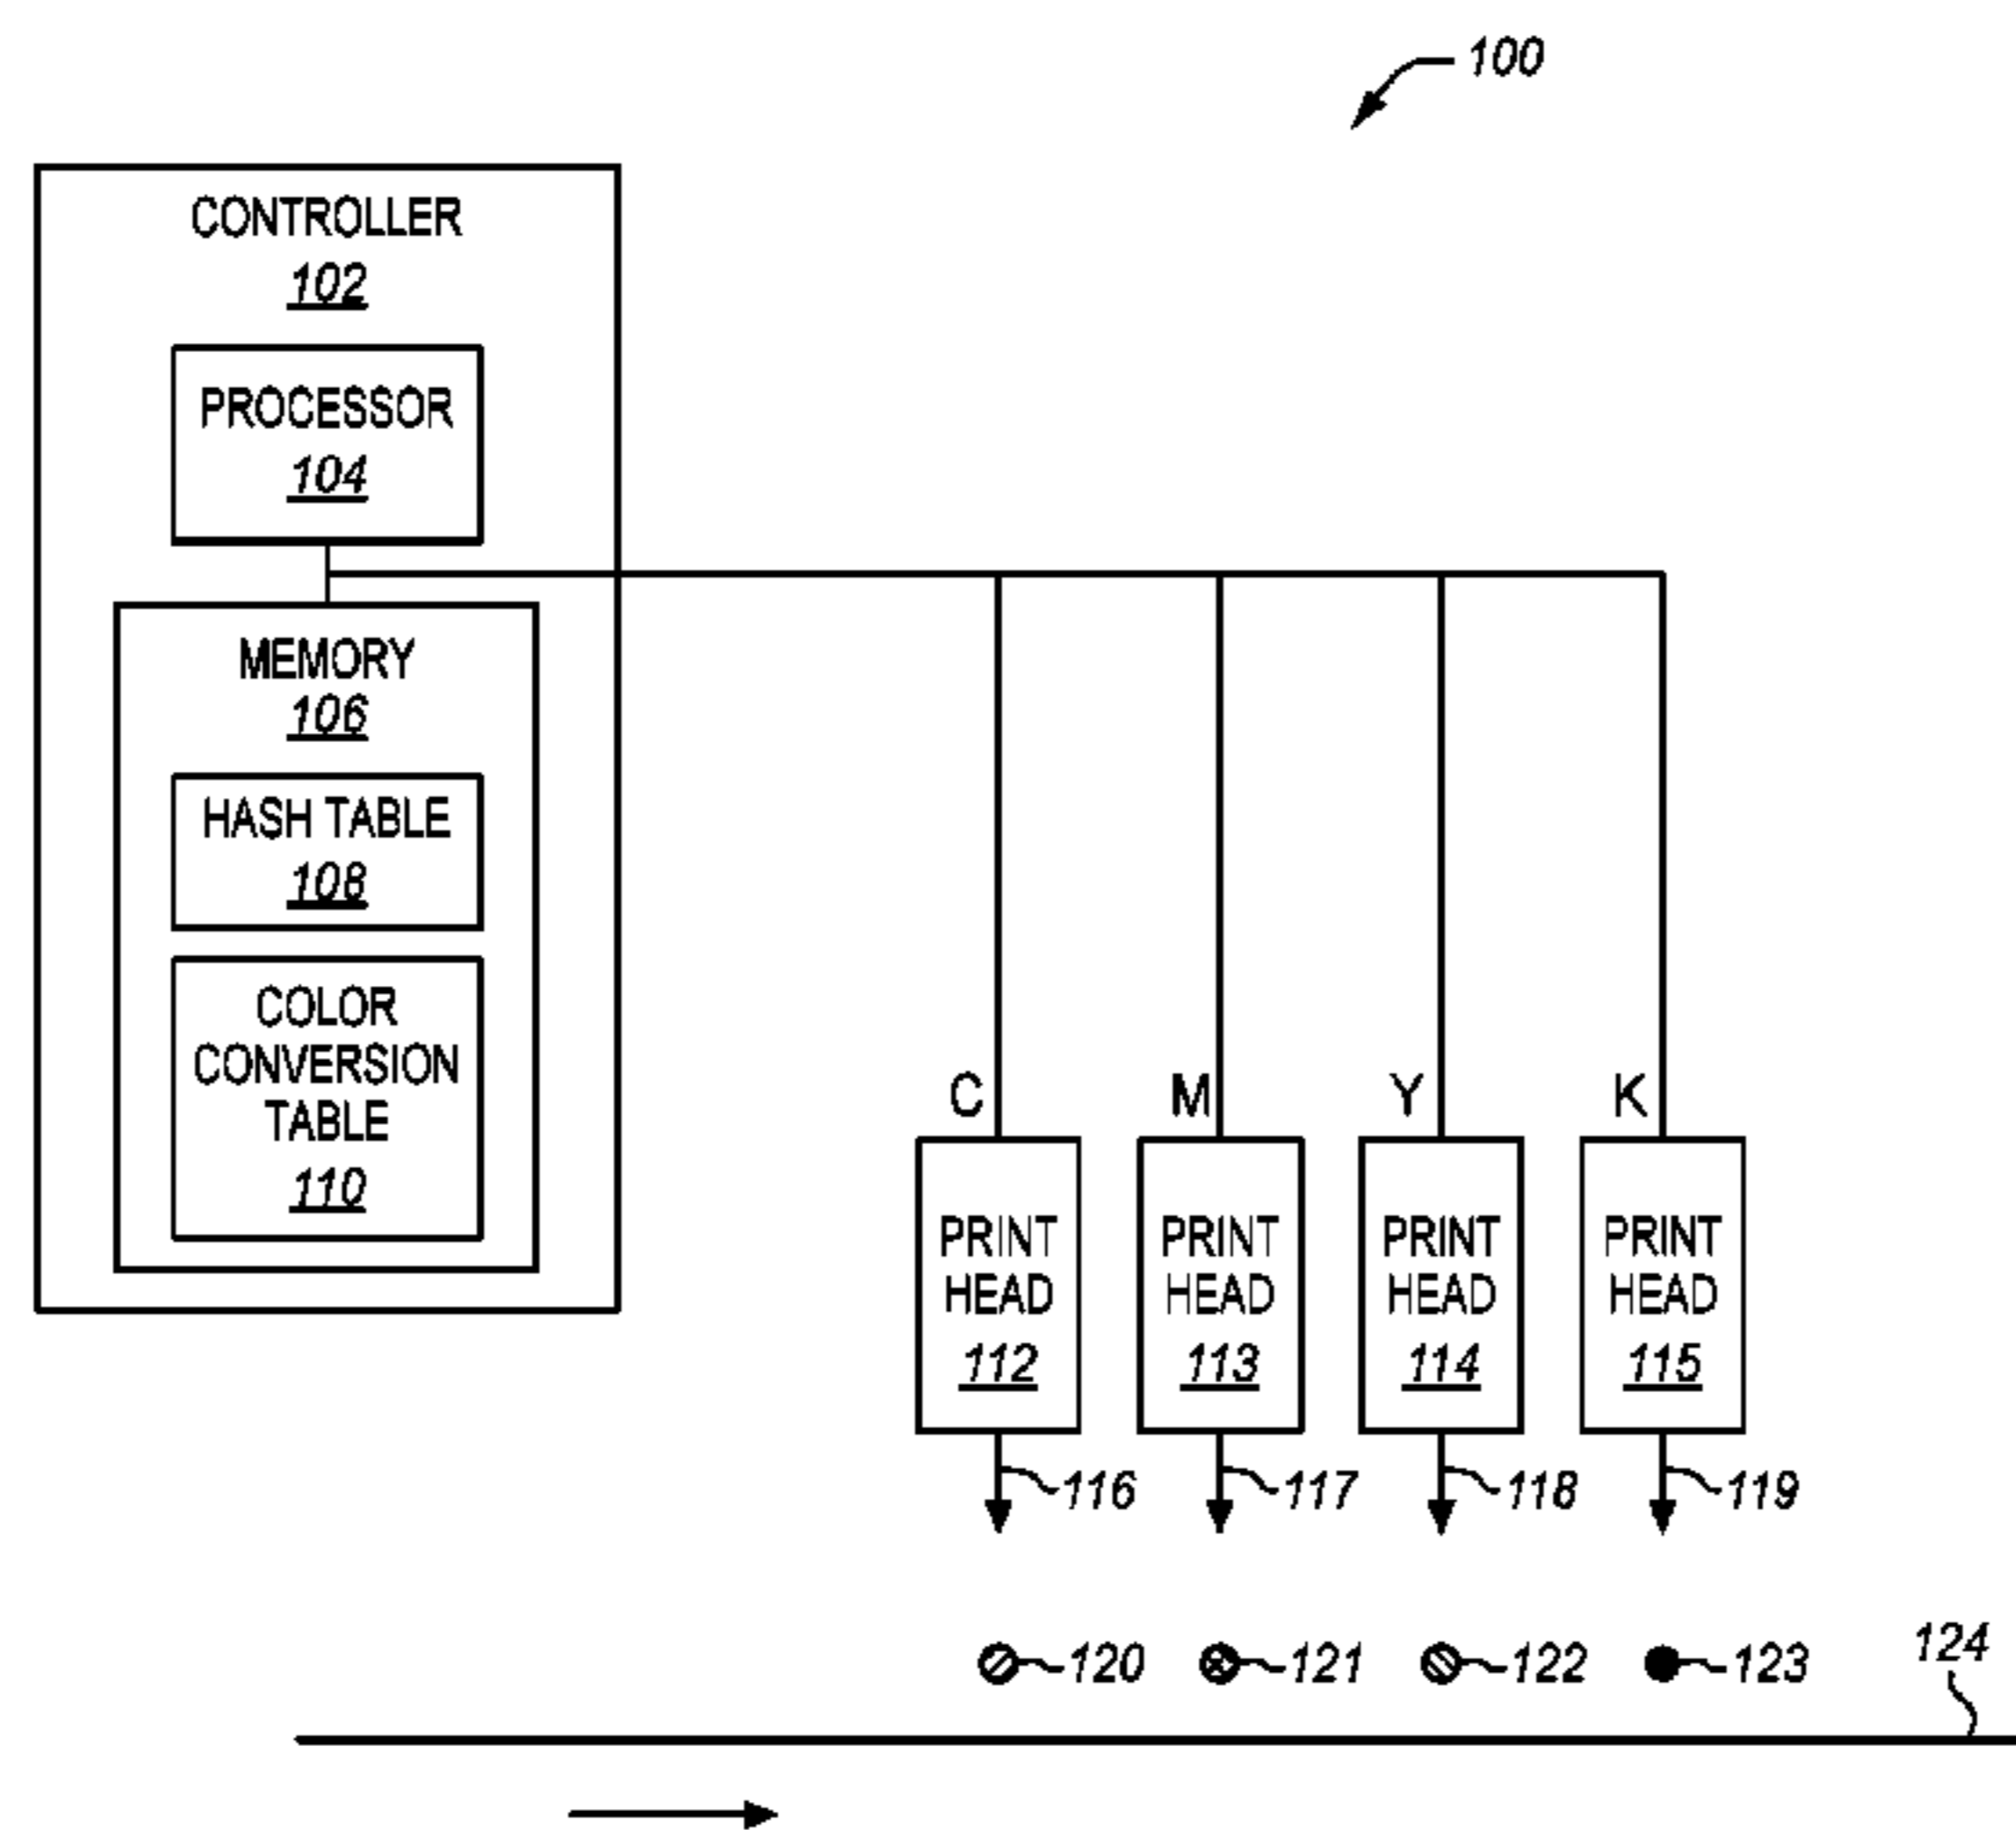 100
CONTROLLER
102
PROCESSOR
104
MEMORY
106
HASH TABLE
108
COLOR
CONVERSION
TABLE
110
C M Y K
PRINT HEAD 112
PRINT HEAD 113
PRINT HEAD 114
PRINT HEAD 115
116 117 118 119
120 121 122 123
124